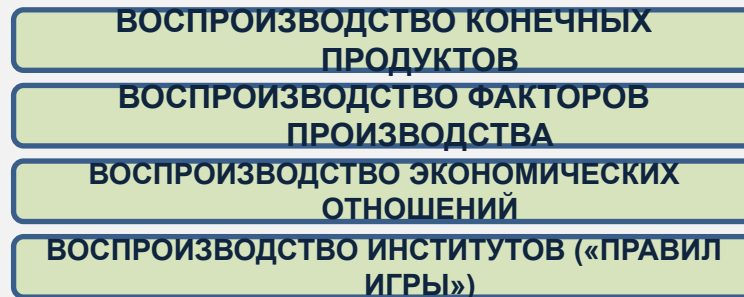 ВОСПРОИЗВОДСТВО КОНЕЧНЫХ
ПРОДУКТОВ
ВОСПРОИЗВОДСТВО ФАКТОРОВ
ПРОИЗВОДСТВА
ВОСПРОИЗВОДСТВО ЭКОНОМИЧЕСКИХ
ОТНОШЕНИЙ
ВОСПРОИЗВОДСТВО ИНСТИТУТОВ («ПРАВИЛ
ИГРЫ»)